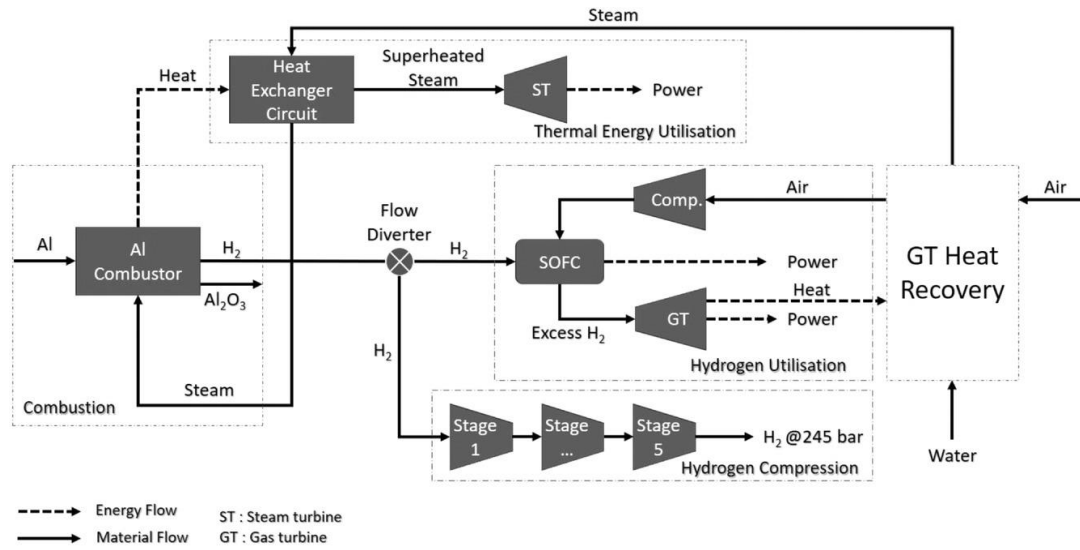 Steam
Superheated
Steam
Heat
Heat
Exchanger
Circuit
ST
Power
Thermal Energy Utilisation
Air
Air
Comp.
Flow
Diverter
Al
Al
Combustor
H₂
H₂
SOFC
Power
GT Heat
Recovery
Al₂O₃
Heat
Excess H₂
GT
Power
H₂
Hydrogen Utilisation
Steam
Combustion
Stage
1
Stage
...
Stage
5
H₂ @245 bar
Hydrogen Compression
Water
Energy Flow
ST : Steam turbine
Material Flow
GT : Gas turbine